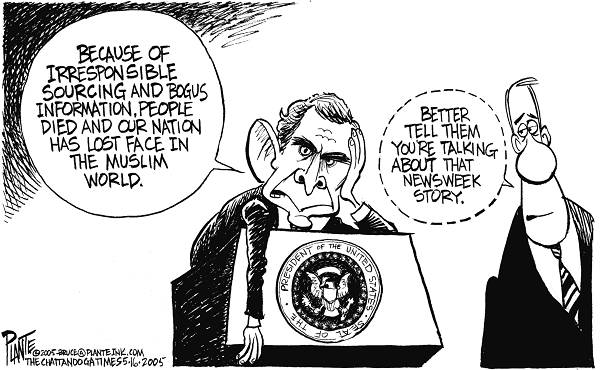 BECAUSE OF
IRRESPONSIBLE
SOURCING AND BOGUS
INFORMATION, PEOPLE
DIED AND OUR NATION
HAS LOST FACE IN
THE MUSLIM
WORLD.
BETTER
TELL THEM
YOU'RE TALKING
ABOUT THAT
NEWSWEEK
STORY.
PRESIDENT OF THE UNITED STATES
SEAL OF THE
PLANTE
©2005·BRUCE@PLANTEINK.COM
THE CHATTANOOGA TIMES 5·16·2005